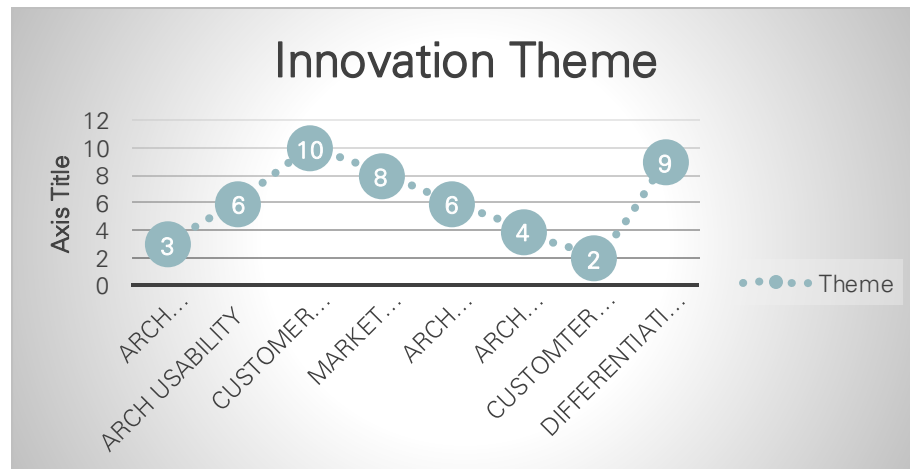 Innovation Theme
Axis Title
12
10
8
6
4
2
0
3
6
10
8
6
4
2
9
ARCH...
ARCH USABILITY
CUSTOMER...
MARKET...
ARCH...
ARCH...
CUSTOMTER...
DIFFERENTIATI...
Theme